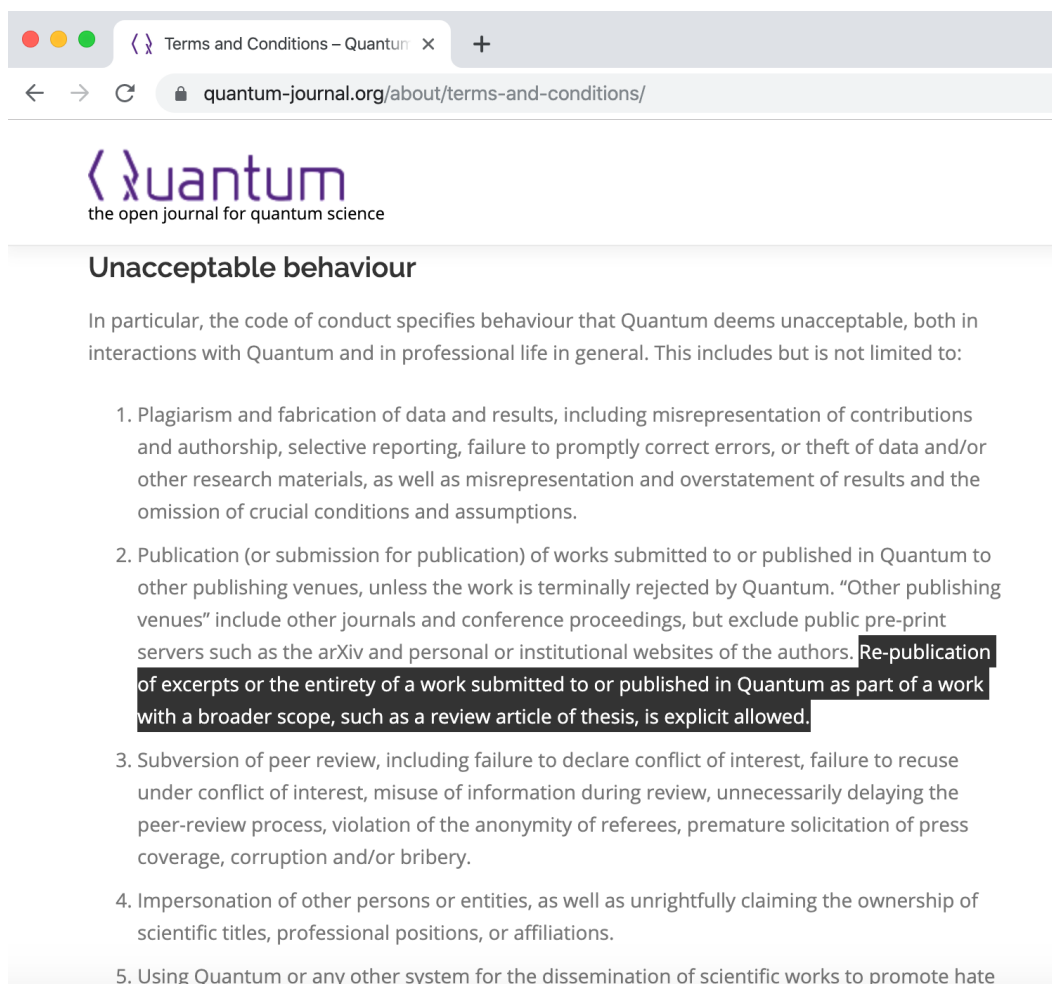 Terms and Conditions – Quantum
quantum-journal.org/about/terms-and-conditions/
Quantum
the open journal for quantum science
Unacceptable behaviour
In particular, the code of conduct specifies behaviour that Quantum deems unacceptable, both in
interactions with Quantum and in professional life in general. This includes but is not limited to:
1. Plagiarism and fabrication of data and results, including misrepresentation of contributions
and authorship, selective reporting, failure to promptly correct errors, or theft of data and/or
other research materials, as well as misrepresentation and overstatement of results and the
omission of crucial conditions and assumptions.
2. Publication (or submission for publication) of works submitted to or published in Quantum to
other publishing venues, unless the work is terminally rejected by Quantum. “Other publishing
venues” include other journals and conference proceedings, but exclude public pre-print
servers such as the arXiv and personal or institutional websites of the authors. Re-publication
of excerpts or the entirety of a work submitted to or published in Quantum as part of a work
with a broader scope, such as a review article of thesis, is explicit allowed.
3. Subversion of peer review, including failure to declare conflict of interest, failure to recuse
under conflict of interest, misuse of information during review, unnecessarily delaying the
peer-review process, violation of the anonymity of referees, premature solicitation of press
coverage, corruption and/or bribery.
4. Impersonation of other persons or entities, as well as unrightfully claiming the ownership of
scientific titles, professional positions, or affiliations.
5. Using Quantum or any other system for the dissemination of scientific works to promote hate